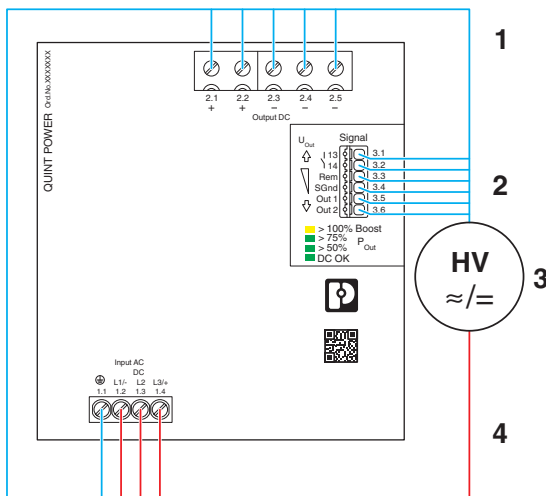 1
QUINT POWER Ord.No.XXXXXXX
2.1 2.2 2.3 2.4 2.5
+ + – – –
Output DC
Signal
U Out
13 3.1
14 3.2
Rem 3.3
SGnd 3.4
Out 1 3.5
Out 2 3.6
2
> 100% Boost
> 75%
> 50%
DC OK
P Out
HV
≈/=
3
Input AC
DC
L1/- L2 L3/+
1.1 1.2 1.3 1.4
4